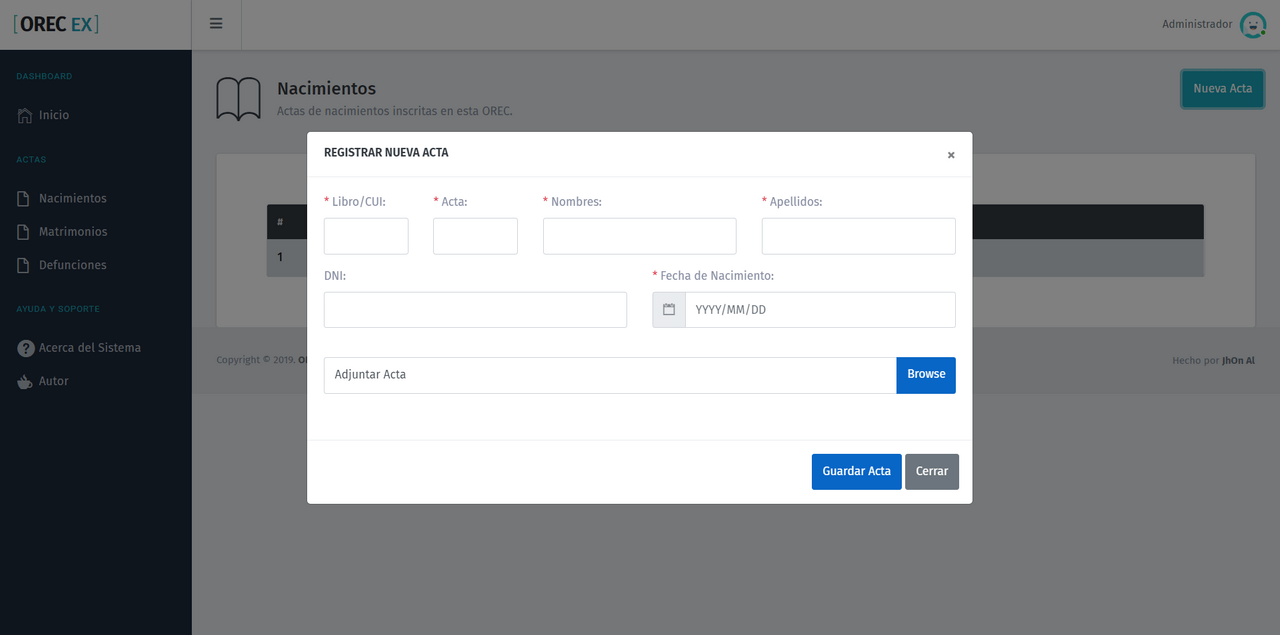 [OREC EX]
Administrador
DASHBOARD
Inicio
ACTAS
Nacimientos
Matrimonios
Defunciones
AYUDA Y SOPORTE
Acerca del Sistema
Autor
Nacimientos
Actas de nacimientos inscritas en esta OREC.
Nueva Acta
#
1
REGISTRAR NUEVA ACTA
×
* Libro/CUI:
* Acta:
* Nombres:
* Apellidos:
DNI:
* Fecha de Nacimiento:
YYYY/MM/DD
Adjuntar Acta
Browse
Guardar Acta
Cerrar
Copyright © 2019.
Hecho por JhOn Al